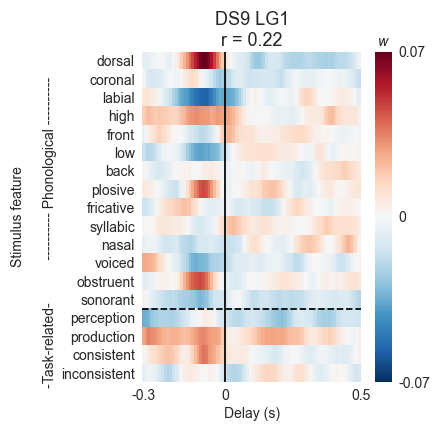 DS9 LG1
r = 0.22
w
0.07
0
-0.07
Stimulus feature
---------- Phonological ----------
-Task-related-
dorsal
coronal
labial
high
front
low
back
plosive
fricative
syllabic
nasal
voiced
obstruent
sonorant
perception
production
consistent
inconsistent
-0.3
0
0.5
Delay (s)